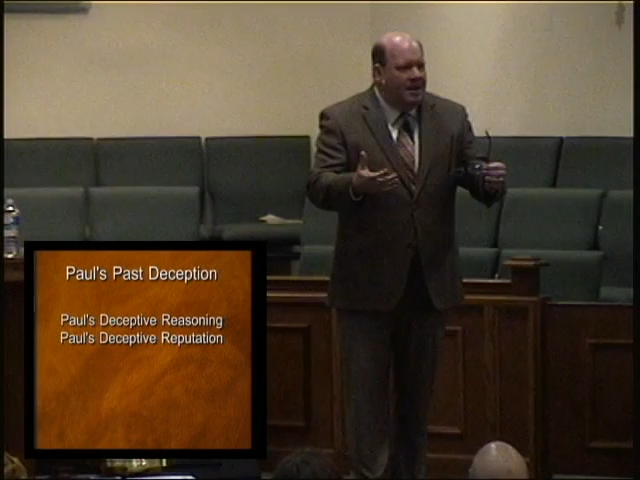 Paul's Past Deception
Paul's Deceptive Reasoning
Paul's Deceptive Reputation